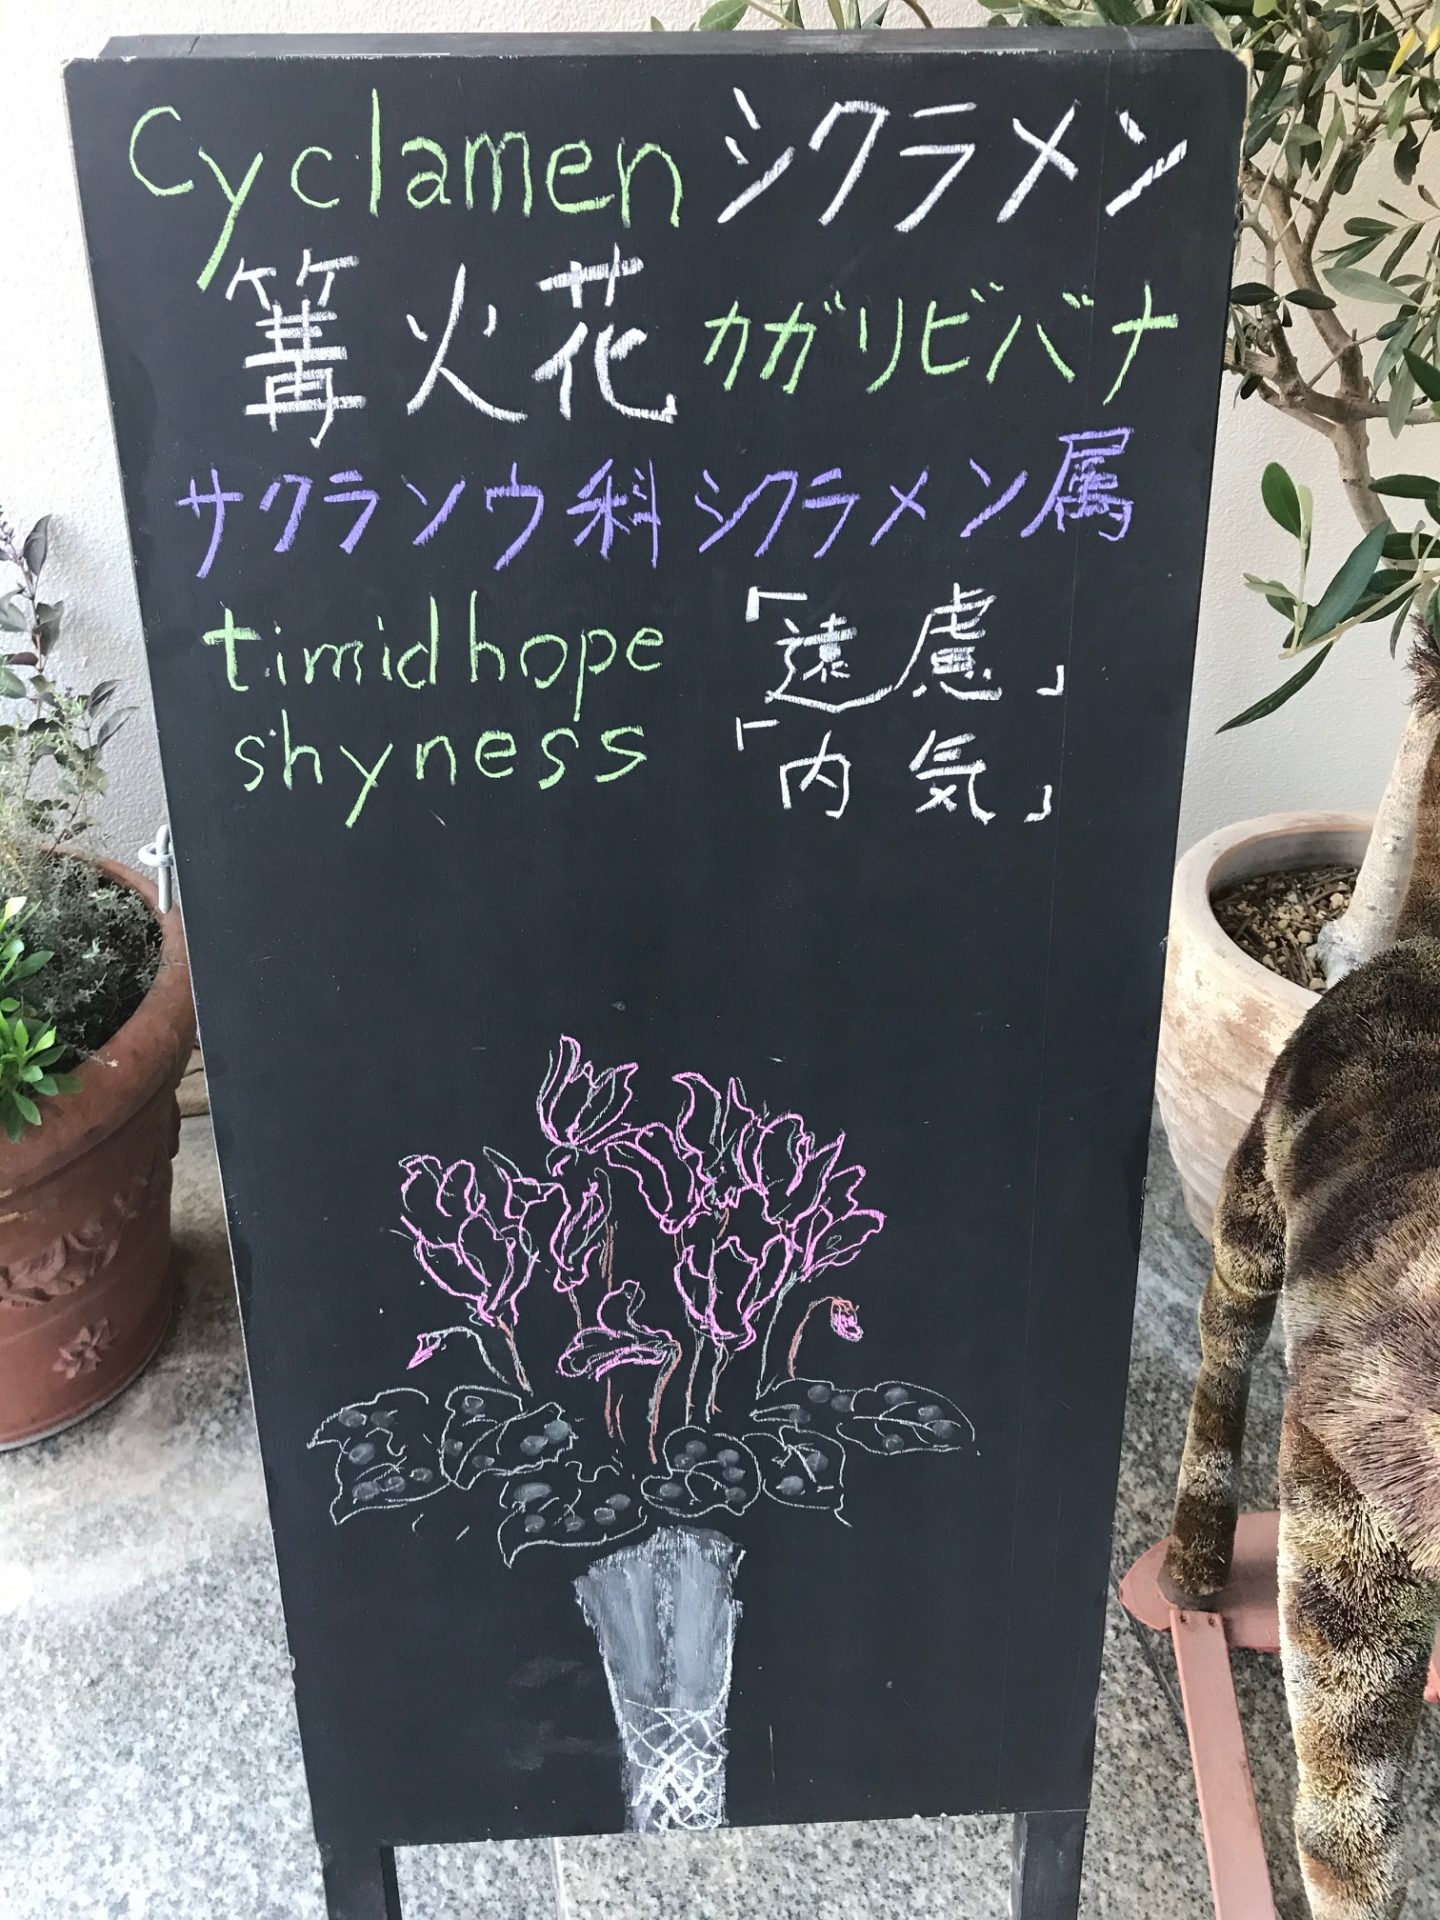 Cyclamen シクラメン
篝火花 カガリビバナ
サクラソウ科 シクラメン属
timid hope 「遠慮」
shyness 「内気」